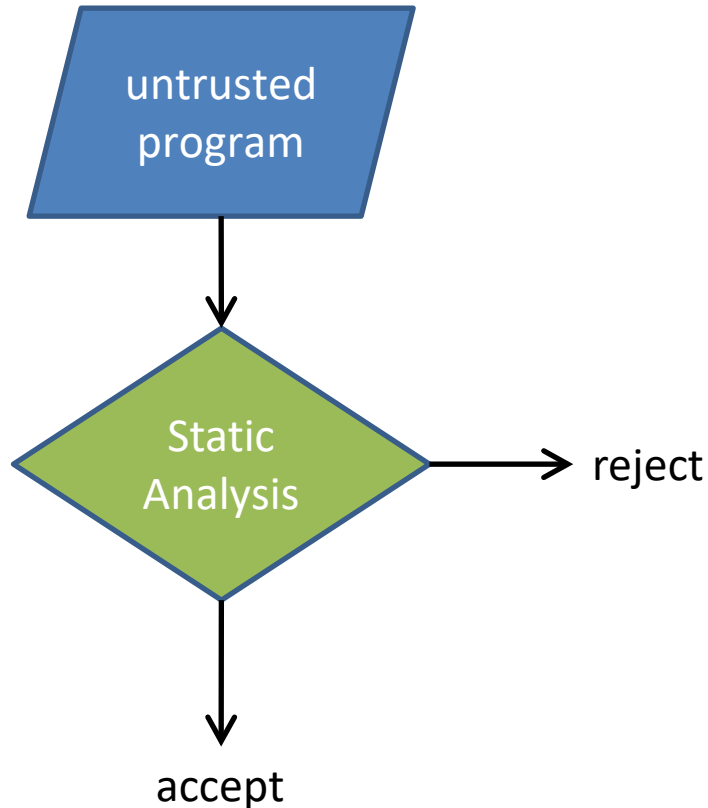 untrusted
program
Static
Analysis
reject
accept